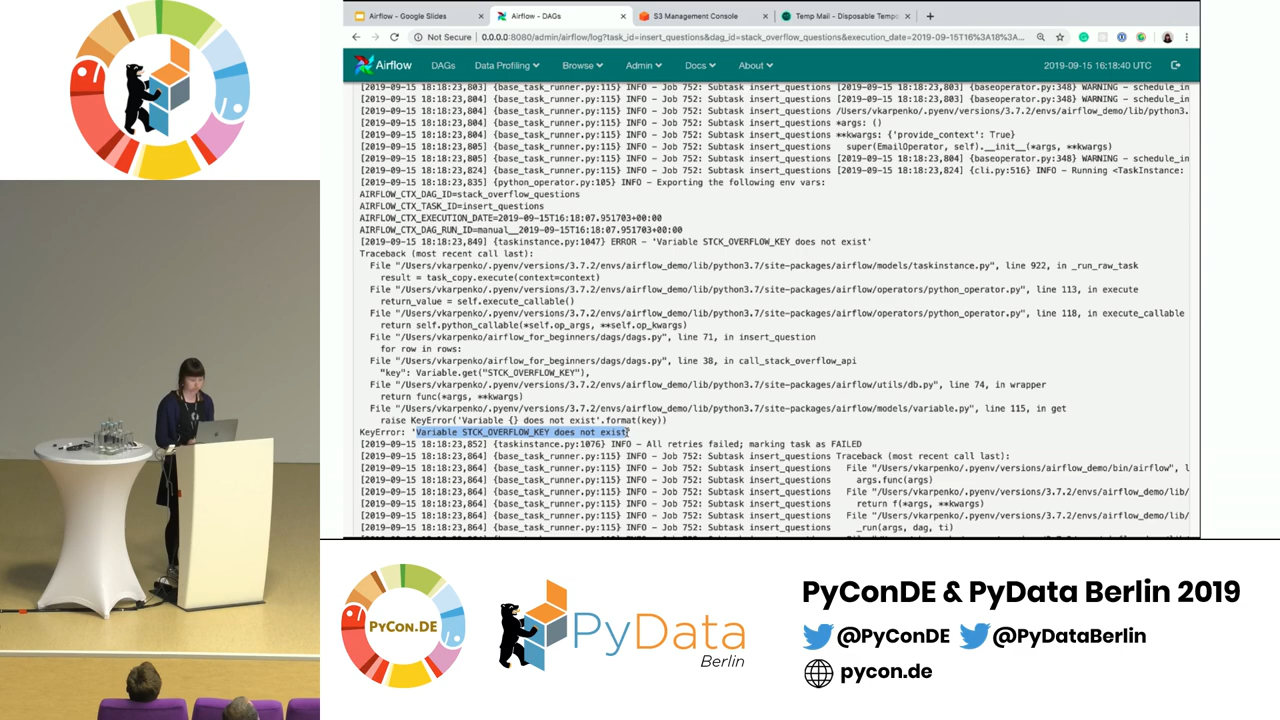 Airflow - Google Slides
Airflow - DAGs
S3 Management Console
Temp Mail - Disposable Tempo
Not Secure
0.0.0.0:8080/admin/airflow/log?task_id=insert_questions&dag_id=stack_overflow_questions&execution_date=2019-09-15T16%3A18%3A...
Airflow
DAGs
Data Profiling
Browse
Admin
Docs
About
2019-09-15 16:18:40 UTC
[2019-09-15 18:18:23,803] {base_task_runner.py:115} INFO - Job 752: Subtask insert_questions [2019-09-15 18:18:23,803] {baseoperator.py:348} WARNING - schedule_in
[2019-09-15 18:18:23,804] {base_task_runner.py:115} INFO - Job 752: Subtask insert_questions [2019-09-15 18:18:23,804] {baseoperator.py:348} WARNING - schedule_in
[2019-09-15 18:18:23,804] {base_task_runner.py:115} INFO - Job 752: Subtask insert_questions /Users/vkarpenko/.pyenv/versions/3.7.2/envs/airflow_demo/lib/python3.
[2019-09-15 18:18:23,804] {base_task_runner.py:115} INFO - Job 752: Subtask insert_questions *args: ()
[2019-09-15 18:18:23,804] {base_task_runner.py:115} INFO - Job 752: Subtask insert_questions **kwargs: {'provide_context': True}
[2019-09-15 18:18:23,805] {base_task_runner.py:115} INFO - Job 752: Subtask insert_questions super(EmailOperator, self).__init__(*args, **kwargs)
[2019-09-15 18:18:23,805] {base_task_runner.py:115} INFO - Job 752: Subtask insert_questions [2019-09-15 18:18:23,804] {baseoperator.py:348} WARNING - schedule_in
[2019-09-15 18:18:23,824] {base_task_runner.py:115} INFO - Job 752: Subtask insert_questions [2019-09-15 18:18:23,824] {cli.py:516} INFO - Running <TaskInstance:
[2019-09-15 18:18:23,835] {python_operator.py:105} INFO - Exporting the following env vars:
AIRFLOW_CTX_DAG_ID=stack_overflow_questions
AIRFLOW_CTX_TASK_ID=insert_questions
AIRFLOW_CTX_EXECUTION_DATE=2019-09-15T16:18:07.951703+00:00
AIRFLOW_CTX_DAG_RUN_ID=manual__2019-09-15T16:18:07.951703+00:00
[2019-09-15 18:18:23,849] {taskinstance.py:1047} ERROR - 'Variable STCK_OVERFLOW_KEY does not exist'
Traceback (most recent call last):
File "/Users/vkarpenko/.pyenv/versions/3.7.2/envs/airflow_demo/lib/python3.7/site-packages/airflow/models/taskinstance.py", line 922, in _run_raw_task
result = task_copy.execute(context=context)
File "/Users/vkarpenko/.pyenv/versions/3.7.2/envs/airflow_demo/lib/python3.7/site-packages/airflow/operators/python_operator.py", line 113, in execute
return_value = self.execute_callable()
File "/Users/vkarpenko/.pyenv/versions/3.7.2/envs/airflow_demo/lib/python3.7/site-packages/airflow/operators/python_operator.py", line 118, in execute_callable
return self.python_callable(*self.op_args, **self.op_kwargs)
File "/Users/vkarpenko/airflow_for_beginners/dags/dags.py", line 71, in insert_question
for row in rows:
File "/Users/vkarpenko/airflow_for_beginners/dags/dags.py", line 38, in call_stack_overflow_api
"key": Variable.get("STCK_OVERFLOW_KEY"),
File "/Users/vkarpenko/.pyenv/versions/3.7.2/envs/airflow_demo/lib/python3.7/site-packages/airflow/utils/db.py", line 74, in wrapper
return func(*args, **kwargs)
File "/Users/vkarpenko/.pyenv/versions/3.7.2/envs/airflow_demo/lib/python3.7/site-packages/airflow/models/variable.py", line 115, in get
raise KeyError('Variable {} does not exist'.format(key))
KeyError: 'Variable STCK_OVERFLOW_KEY does not exist'
[2019-09-15 18:18:23,852] {taskinstance.py:1076} INFO - All retries failed; marking task as FAILED
[2019-09-15 18:18:23,864] {base_task_runner.py:115} INFO - Job 752: Subtask insert_questions Traceback (most recent call last):
[2019-09-15 18:18:23,864] {base_task_runner.py:115} INFO - Job 752: Subtask insert_questions File "/Users/vkarpenko/.pyenv/versions/3.7.2/envs/airflow_demo/bin/airflow", l
[2019-09-15 18:18:23,864] {base_task_runner.py:115} INFO - Job 752: Subtask insert_questions args.func(args)
[2019-09-15 18:18:23,864] {base_task_runner.py:115} INFO - Job 752: Subtask insert_questions File "/Users/vkarpenko/.pyenv/versions/3.7.2/envs/airflow_demo/lib/
[2019-09-15 18:18:23,864] {base_task_runner.py:115} INFO - Job 752: Subtask insert_questions return f(*args, **kwargs)
[2019-09-15 18:18:23,864] {base_task_runner.py:115} INFO - Job 752: Subtask insert_questions File "/Users/vkarpenko/.pyenv/versions/3.7.2/envs/airflow_demo/lib/
[2019-09-15 18:18:23,864] {base_task_runner.py:115} INFO - Job 752: Subtask insert_questions _run(args, dag, ti)
PyCon.DE
PyData
Berlin
PyConDE & PyData Berlin 2019
@PyConDE @PyDataBerlin
pycon.de